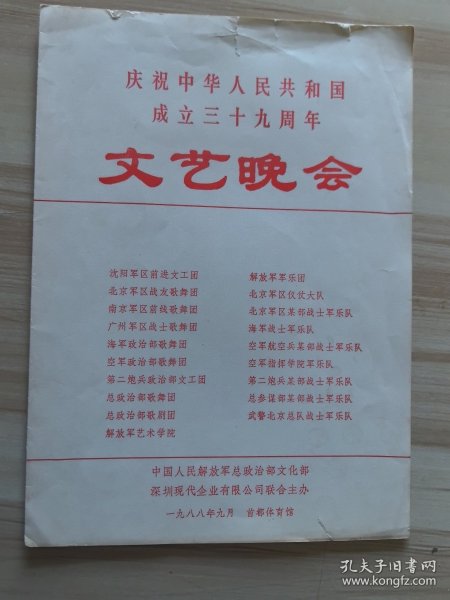 庆祝中华人民共和国
成立三十九周年
文艺晚会
沈阳军区前进文工团
北京军区战友歌舞团
南京军区前线歌舞团
广州军区战士歌舞团
海军政治部歌舞团
空军政治部歌舞团
第二炮兵政治部文工团
总政治部歌舞团
总政治部歌剧团
解放军艺术学院
解放军军乐团
北京军区仪仗大队
北京军区某部战士军乐队
海军战士军乐队
空军航空兵某部战士军乐队
空军指挥学院军乐队
第二炮兵某部战士军乐队
总参谋部某部战士军乐队
武警北京总队战士军乐队
中国人民解放军总政治部文化部
深圳现代企业有限公司联合主办
一九八八年九月 首都体育馆
孔夫子旧书网
www.kongfz.com